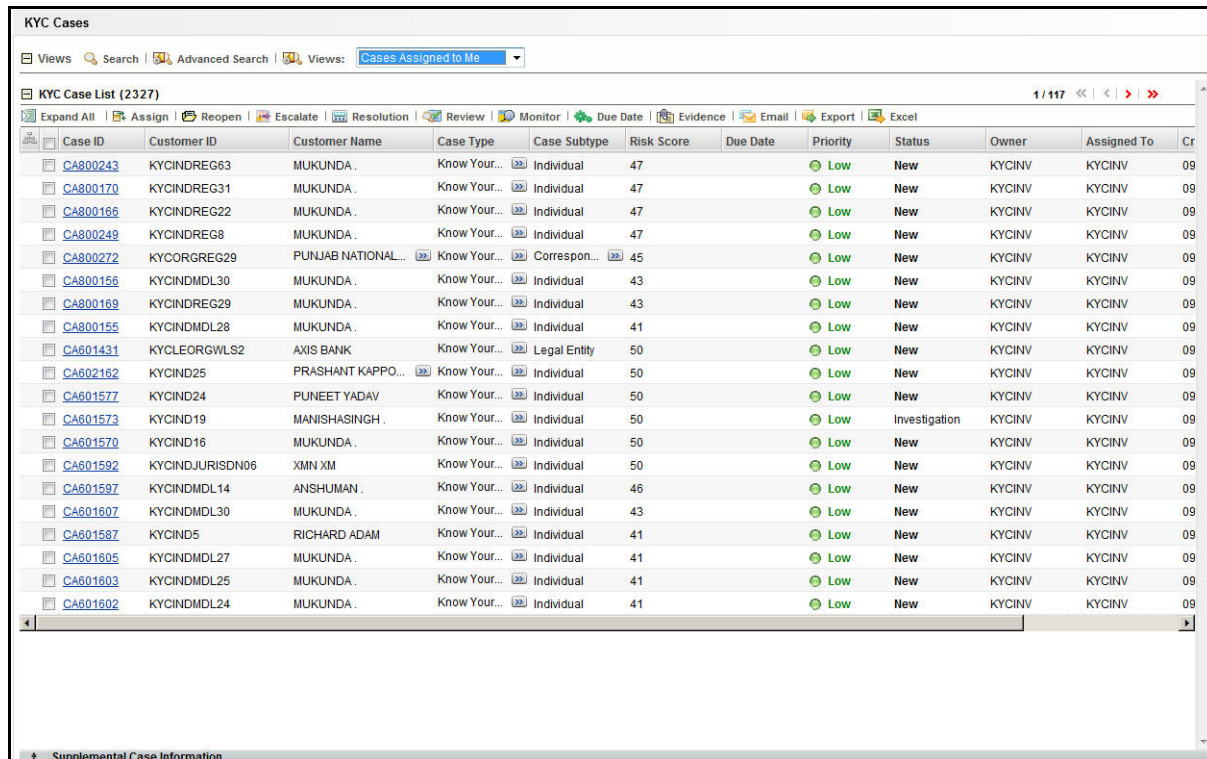 KYC Cases
Views Search | Advanced Search | Views: Cases Assigned to Me
KYC Case List (2327) 1 / 117
Expand All | Assign | Reopen | Escalate | Resolution | Review | Monitor | Due Date | Evidence | Email | Export | Excel
Case ID Customer ID Customer Name Case Type Case Subtype Risk Score Due Date Priority Status Owner Assigned To Cr
CA800243 KYCINDREG63 MUKUNDA . Know Your... Individual 47 Low New KYCINV KYCINV 09
CA800170 KYCINDREG31 MUKUNDA . Know Your... Individual 47 Low New KYCINV KYCINV 09
CA800166 KYCINDREG22 MUKUNDA . Know Your... Individual 47 Low New KYCINV KYCINV 09
CA800249 KYCINDREG8 MUKUNDA . Know Your... Individual 47 Low New KYCINV KYCINV 09
CA800272 KYCORGREG29 PUNJAB NATIONAL... Know Your... Correspon... 45 Low New KYCINV KYCINV 09
CA800156 KYCINDMDL30 MUKUNDA . Know Your... Individual 43 Low New KYCINV KYCINV 09
CA800169 KYCINDREG29 MUKUNDA . Know Your... Individual 43 Low New KYCINV KYCINV 09
CA800155 KYCINDMDL28 MUKUNDA . Know Your... Individual 41 Low New KYCINV KYCINV 09
CA601431 KYCLEORGWLS2 AXIS BANK Know Your... Legal Entity 50 Low New KYCINV KYCINV 09
CA602162 KYCIND25 PRASHANT KAPPO... Know Your... Individual 50 Low New KYCINV KYCINV 09
CA601577 KYCIND24 PUNEET YADAV Know Your... Individual 50 Low New KYCINV KYCINV 09
CA601573 KYCIND19 MANISHASINGH . Know Your... Individual 50 Low Investigation KYCINV KYCINV 09
CA601570 KYCIND16 MUKUNDA . Know Your... Individual 50 Low New KYCINV KYCINV 09
CA601592 KYCINDJURISDN06 XMN XM Know Your... Individual 50 Low New KYCINV KYCINV 09
CA601597 KYCINDMDL14 ANSHUMAN . Know Your... Individual 46 Low New KYCINV KYCINV 09
CA601607 KYCINDMDL30 MUKUNDA . Know Your... Individual 43 Low New KYCINV KYCINV 09
CA601587 KYCIND5 RICHARD ADAM Know Your... Individual 41 Low New KYCINV KYCINV 09
CA601605 KYCINDMDL27 MUKUNDA . Know Your... Individual 41 Low New KYCINV KYCINV 09
CA601603 KYCINDMDL25 MUKUNDA . Know Your... Individual 41 Low New KYCINV KYCINV 09
CA601602 KYCINDMDL24 MUKUNDA . Know Your... Individual 41 Low New KYCINV KYCINV 09
Supplemental Case Information